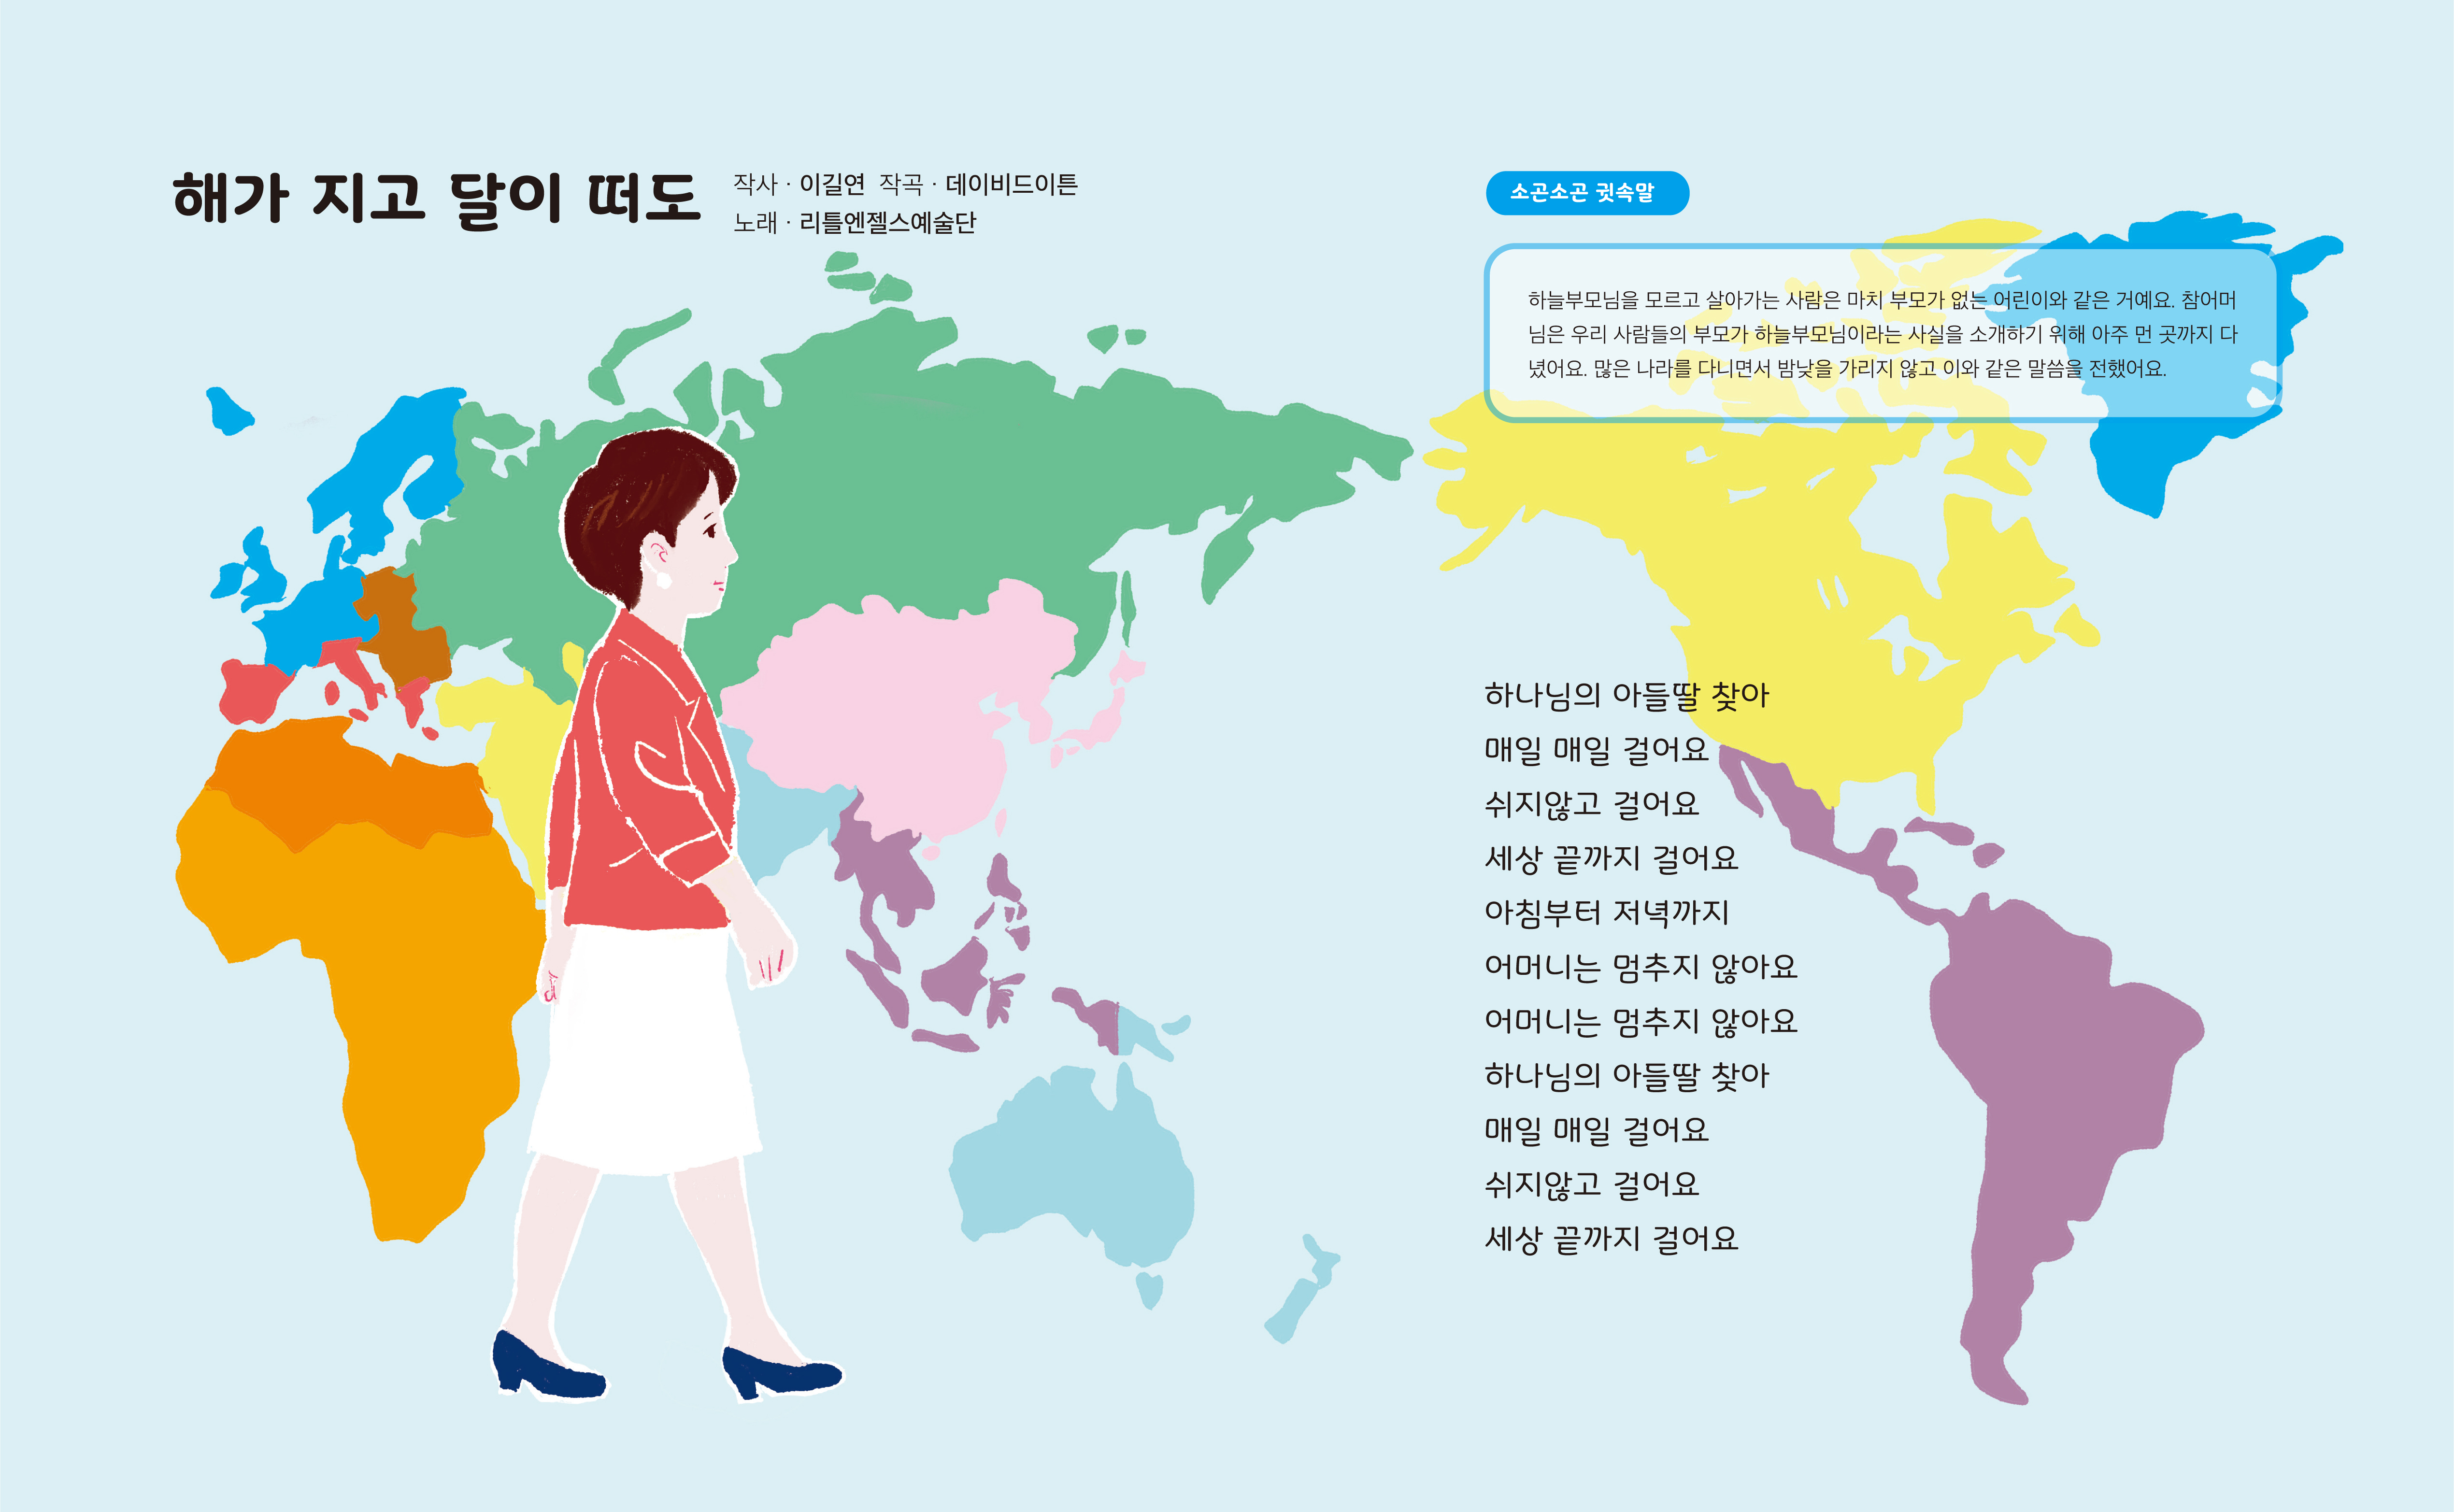 해가 지고 달이 떠도
작사 · 이길연 작곡 · 데이비드이튼
노래 · 리틀엔젤스예술단
소곤소곤 귓속말
하늘부모님을 모르고 살아가는 사람은 마치 부모가 없는 어린이와 같은 거예요. 참어머
님은 우리 사람들의 부모가 하늘부모님이라는 사실을 소개하기 위해 아주 먼 곳까지 다
녔어요. 많은 나라를 다니면서 밤낮을 가리지 않고 이와 같은 말씀을 전했어요.
하나님의 아들딸 찾아
매일 매일 걸어요
쉬지않고 걸어요
세상 끝까지 걸어요
아침부터 저녁까지
어머니는 멈추지 않아요
어머니는 멈추지 않아요
하나님의 아들딸 찾아
매일 매일 걸어요
쉬지않고 걸어요
세상 끝까지 걸어요